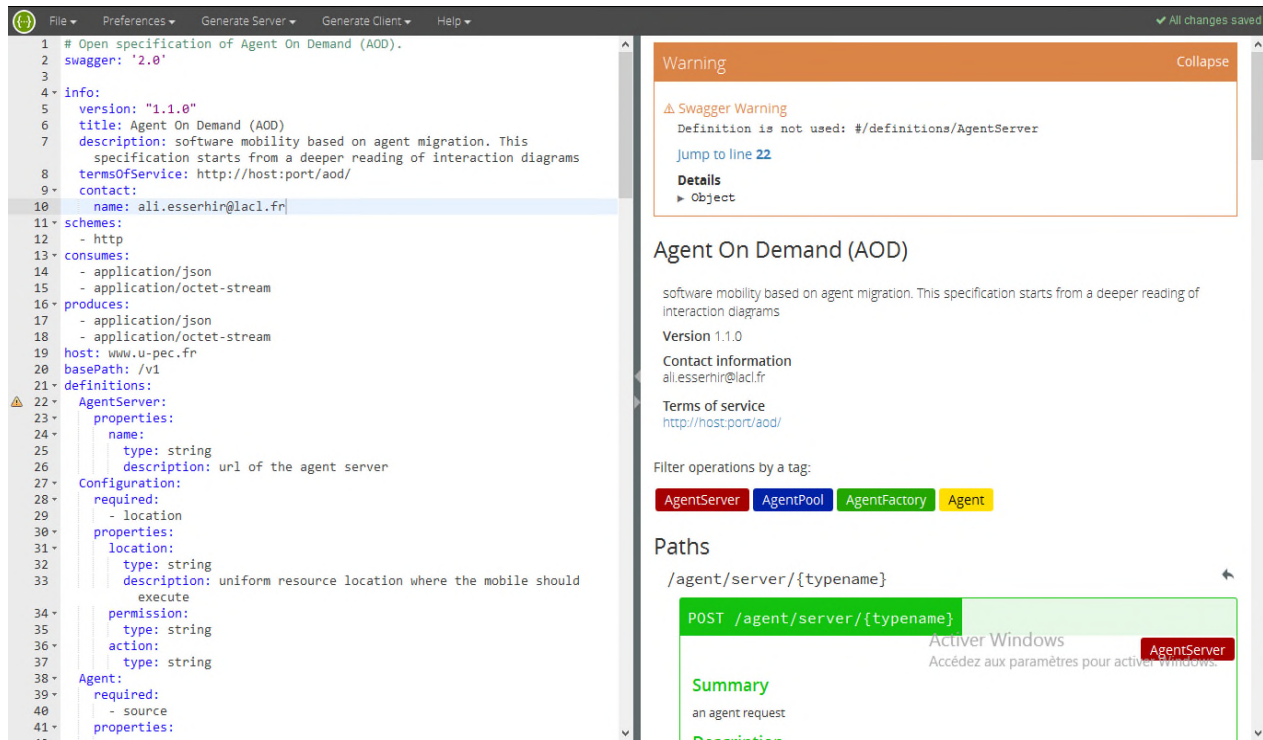 File Preferences Generate Server Generate Client Help All changes saved
1 # Open specification of Agent On Demand (AOD).
2 swagger: '2.0'
3
4 info:
5 version: "1.1.0"
6 title: Agent On Demand (AOD)
7 description: software mobility based on agent migration. This
specification starts from a deeper reading of interaction diagrams
8 termsOfService: http://host:port/aod/
9 contact:
10 name: ali.esserhir@lacl.fr
11 schemes:
12 - http
13 consumes:
14 - application/json
15 - application/octet-stream
16 produces:
17 - application/json
18 - application/octet-stream
19 host: www.u-pec.fr
20 basePath: /v1
21 definitions:
22 AgentServer:
23 properties:
24 name:
25 type: string
26 description: url of the agent server
27 Configuration:
28 required:
29 - location
30 properties:
31 location:
32 type: string
33 description: uniform resource location where the mobile should
execute
34 permission:
35 type: string
36 action:
37 type: string
38 Agent:
39 required:
40 - source
41 properties:
Warning Collapse
Swagger Warning
Definition is not used: #/definitions/AgentServer
Jump to line 22
Details
Object
Agent On Demand (AOD)
software mobility based on agent migration. This specification starts from a deeper reading of
interaction diagrams
Version 1.1.0
Contact information
ali.esserhir@lacl.fr
Terms of service
http://host:port/aod/
Filter operations by a tag:
AgentServer AgentPool AgentFactory Agent
Paths
/agent/server/{typename}
POST /agent/server/{typename}
Activer Windows
AgentServer
Accédez aux paramètres pour activer Windows.
Summary
an agent request
Description